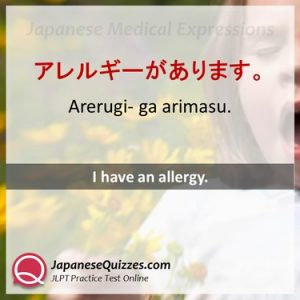 Japanese Medical Expressions
アレルギーがあります。
Arerugi- ga arimasu.
I have an allergy.
JapaneseQuizzes.com
JLPT Practice Test Online